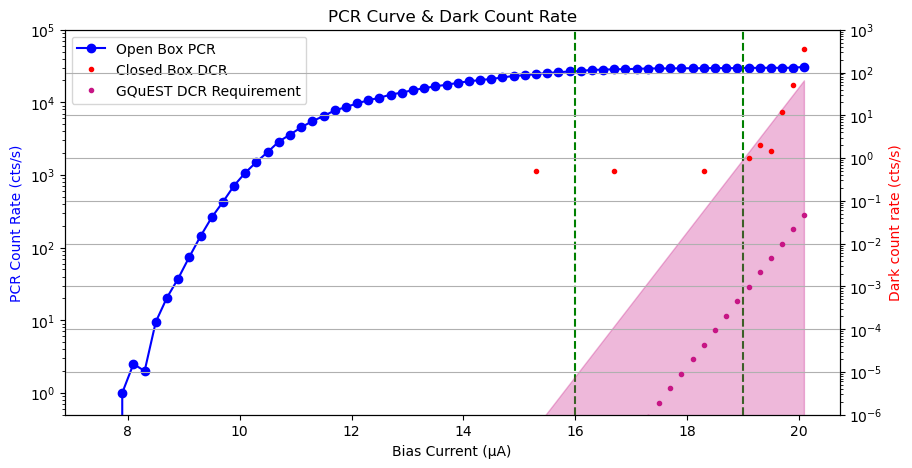 PCR Curve & Dark Count Rate
Open Box PCR
Closed Box DCR
GQuEST DCR Requirement
PCR Count Rate (cts/s)
10⁵
10⁴
10³
10²
10¹
10⁰
Dark count rate (cts/s)
10³
10²
10¹
10⁰
10⁻¹
10⁻²
10⁻³
10⁻⁴
10⁻⁵
10⁻⁶
8 10 12 14 16 18 20
Bias Current (µA)